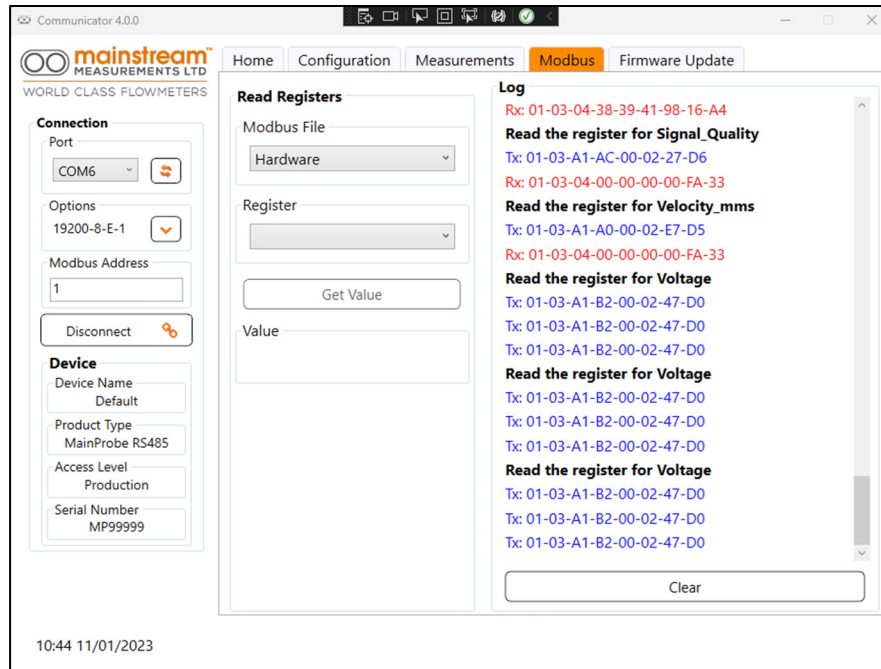 Communicator 4.0.0
mainstream™
MEASUREMENTS LTD
WORLD CLASS FLOWMETERS
Connection
Port
COM6
Options
19200-8-E-1
Modbus Address
1
Disconnect
Device
Device Name
Default
Product Type
MainProbe RS485
Access Level
Production
Serial Number
MP99999
10:44 11/01/2023
Home Configuration Measurements Modbus Firmware Update
Read Registers
Modbus File
Hardware
Register
Get Value
Value
Log
Rx: 01-03-04-38-39-41-98-16-A4
Read the register for Signal_Quality
Tx: 01-03-A1-AC-00-02-27-D6
Rx: 01-03-04-00-00-00-00-FA-33
Read the register for Velocity_mms
Tx: 01-03-A1-A0-00-02-E7-D5
Rx: 01-03-04-00-00-00-00-FA-33
Read the register for Voltage
Tx: 01-03-A1-B2-00-02-47-D0
Tx: 01-03-A1-B2-00-02-47-D0
Tx: 01-03-A1-B2-00-02-47-D0
Read the register for Voltage
Tx: 01-03-A1-B2-00-02-47-D0
Tx: 01-03-A1-B2-00-02-47-D0
Tx: 01-03-A1-B2-00-02-47-D0
Read the register for Voltage
Tx: 01-03-A1-B2-00-02-47-D0
Tx: 01-03-A1-B2-00-02-47-D0
Tx: 01-03-A1-B2-00-02-47-D0
Clear